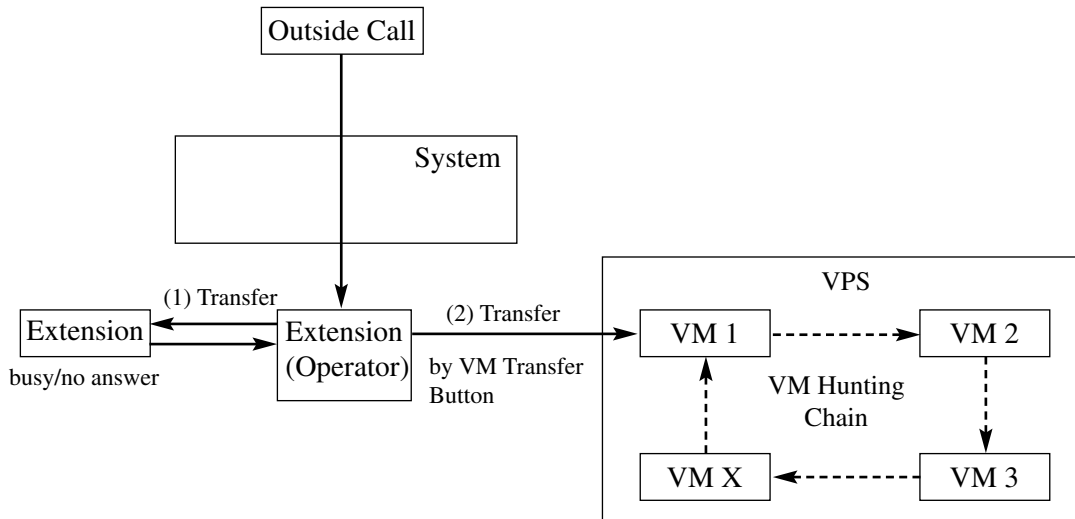 Outside Call
System
VPS
(1) Transfer
(2) Transfer
Extension
Extension
(Operator)
VM 1
VM 2
busy/no answer
by VM Transfer
Button
VM Hunting
Chain
VM X
VM 3